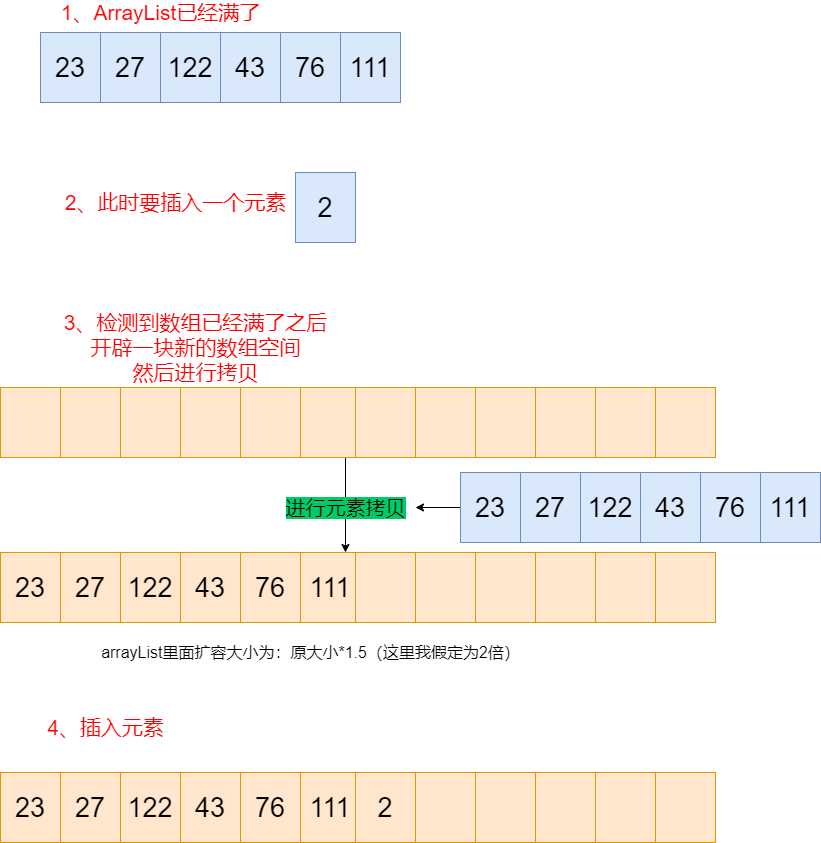 1、ArrayList已经满了
23 27 122 43 76 111
2、此时要插入一个元素
2
3、检测到数组已经满了之后
开辟一块新的数组空间
然后进行拷贝
进行元素拷贝
23 27 122 43 76 111
23 27 122 43 76 111
arrayList里面扩容大小为：原大小*1.5（这里我假定为2倍）
4、插入元素
23 27 122 43 76 111 2